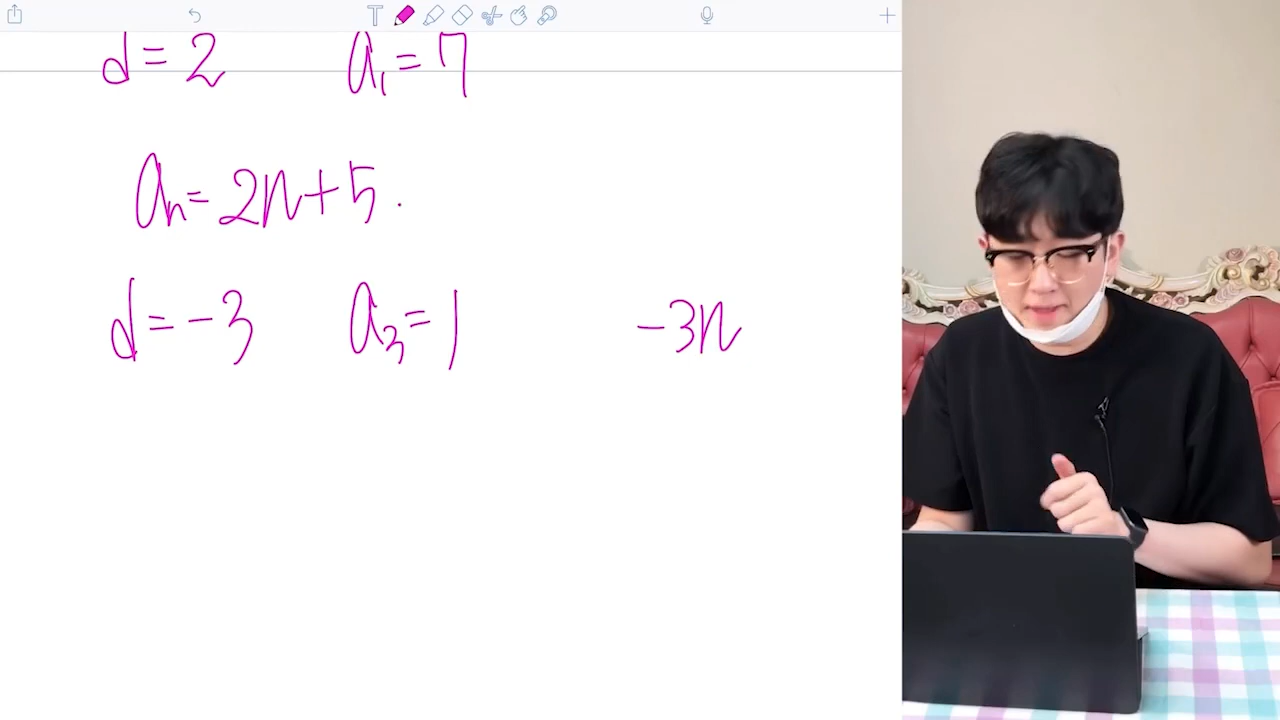 d = 2 a₁ = 7
aₙ = 2n + 5.
d = -3 a₃ = 1 -3n